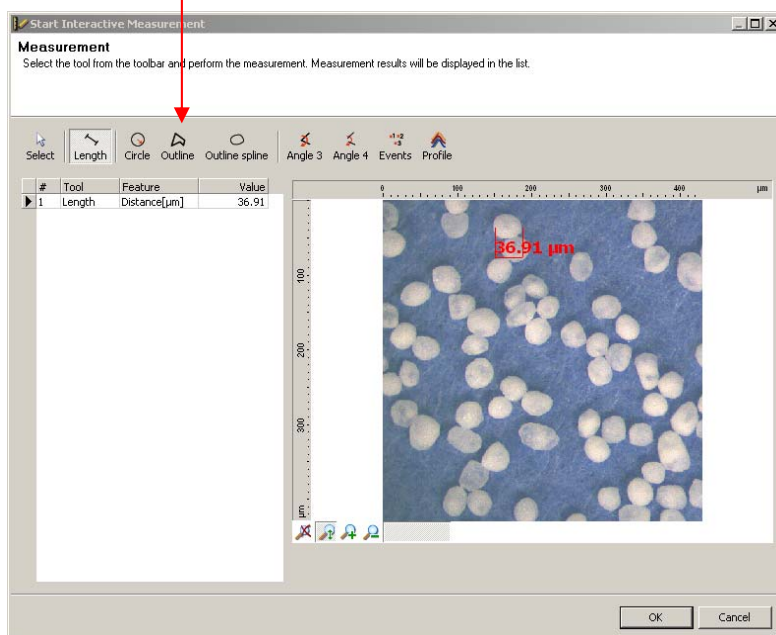 Start Interactive Measurement
Measurement
Select the tool from the toolbar and perform the measurement. Measurement results will be displayed in the list.
Select Length Circle Outline Outline spline Angle 3 Angle 4 Events Profile
# Tool Feature Value
1 Length Distance[µm] 36.91
0 100 200 300 400 µm
36.91 µm
100
200
300
µm
OK Cancel